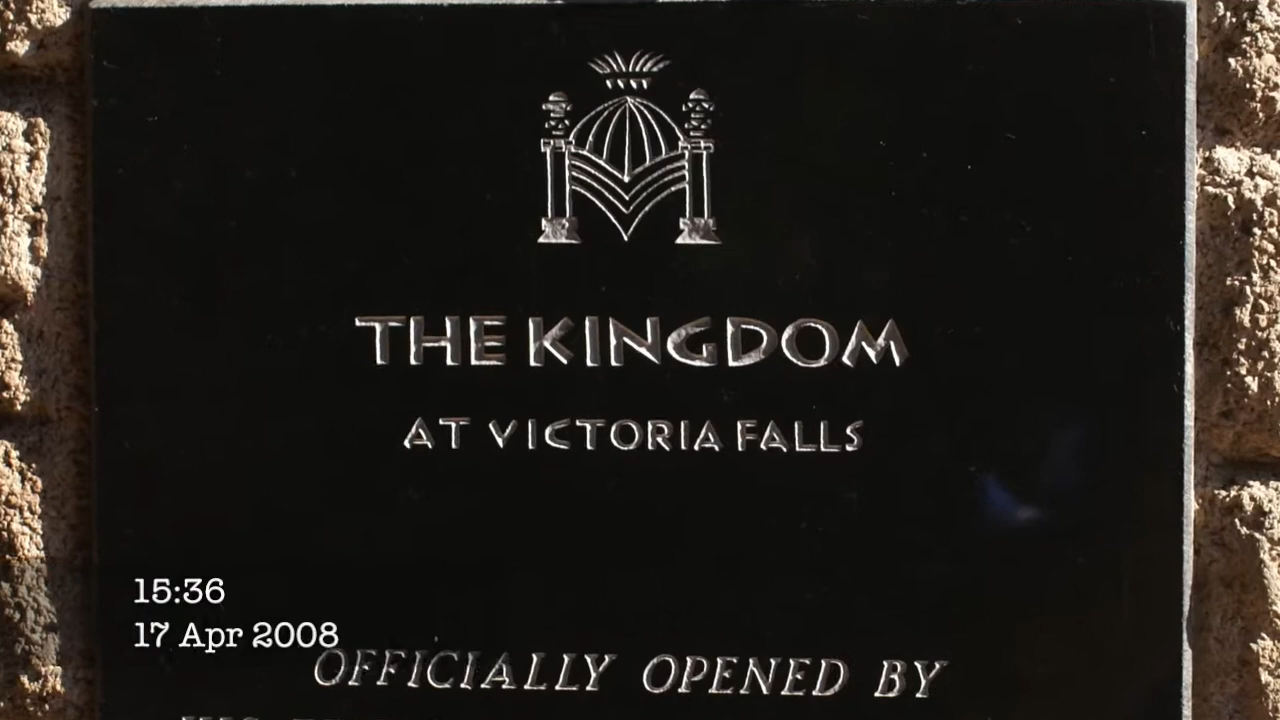 THE KINGDOM
AT VICTORIA FALLS
15:36
17 Apr 2008
OFFICIALLY OPENED BY